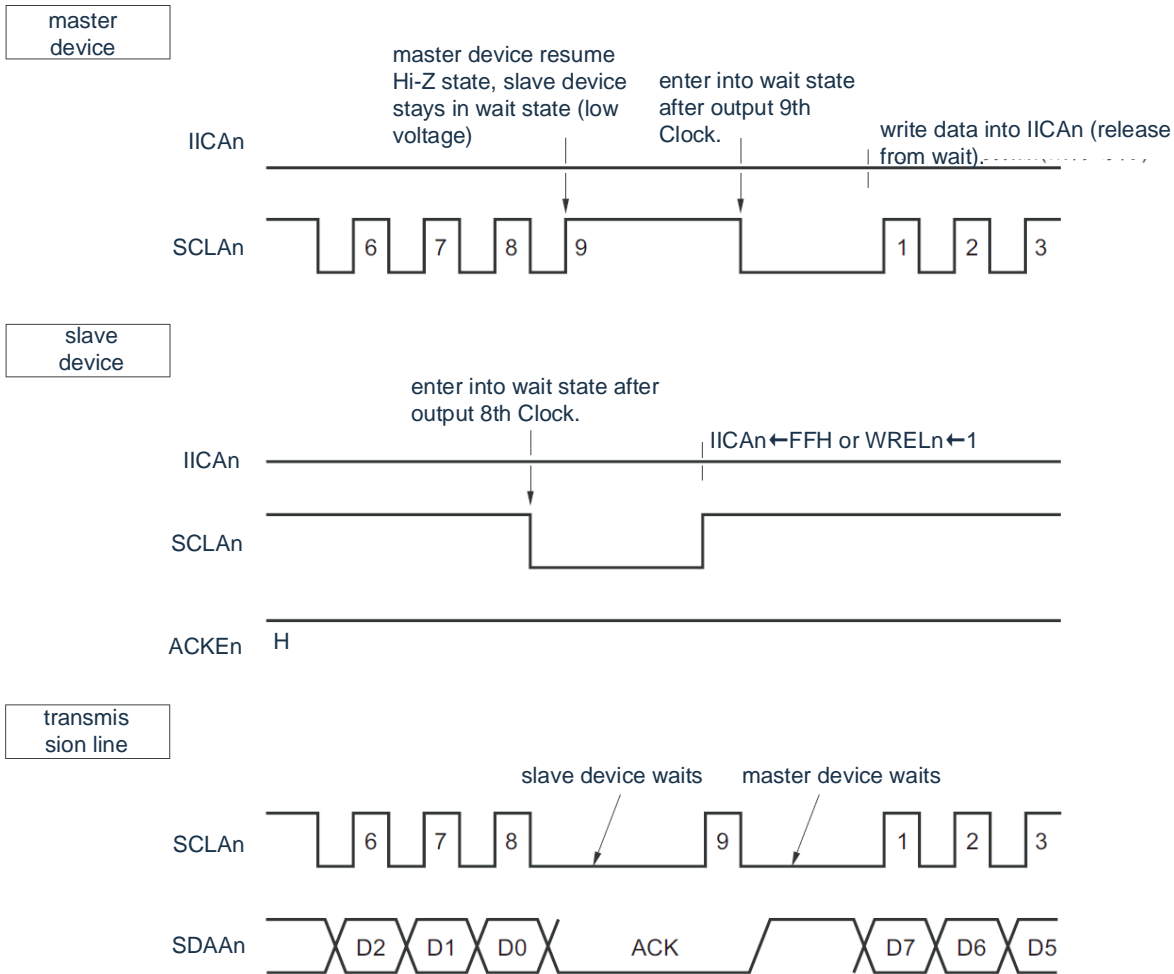 master
device
master device resume
Hi-Z state, slave device
stays in wait state (low
voltage)
enter into wait state
after output 9th
Clock.
write data into IICAn (release
from wait).
IICAn
SCLAn
6 7 8 9 1 2 3
slave
device
enter into wait state after
output 8th Clock.
IICAn←FFH or WRELn←1
IICAn
SCLAn
ACKEn H
transmis
sion line
slave device waits
master device waits
SCLAn
6 7 8 9 1 2 3
SDAAn
D2 D1 D0 ACK D7 D6 D5